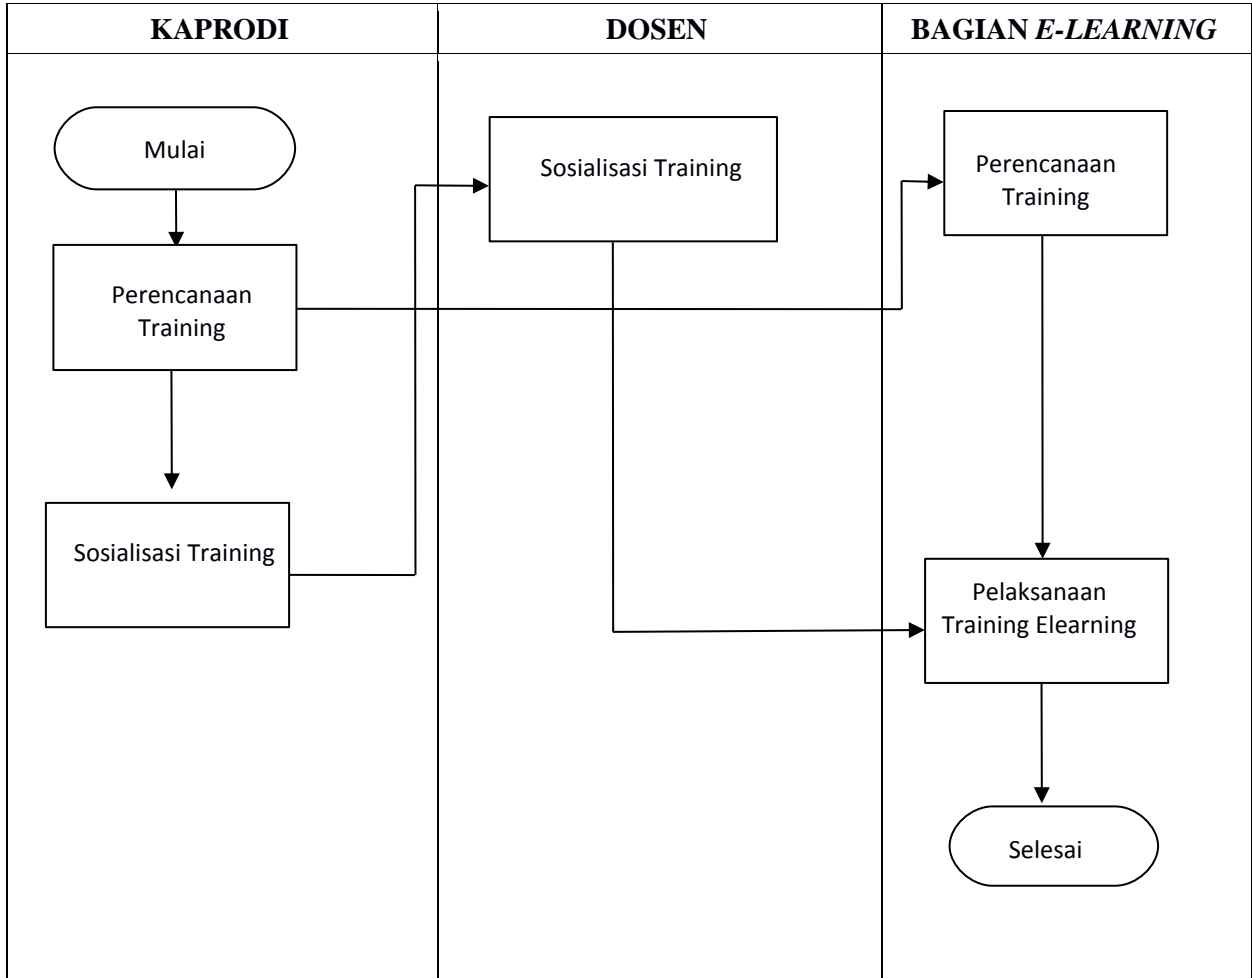 KAPRODI
DOSEN
BAGIAN E-LEARNING
Mulai
Perencanaan
Training
Sosialisasi Training
Sosialisasi Training
Perencanaan
Training
Pelaksanaan
Training Elearning
Selesai